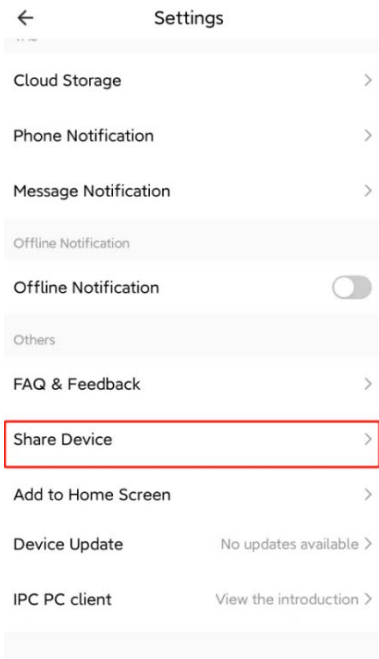 Settings
Cloud Storage
Phone Notification
Message Notification
Offline Notification
Offline Notification
Others
FAQ & Feedback
Share Device
Add to Home Screen
Device Update No updates available
IPC PC client View the introduction